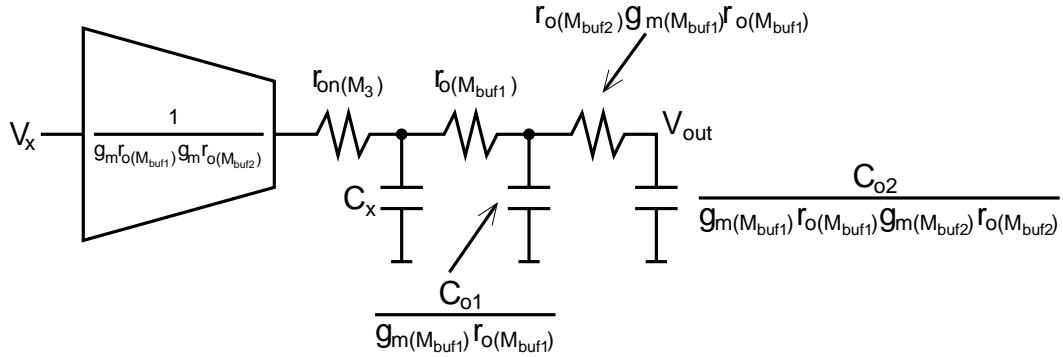 r_o(M_buf2) g_m(M_buf1) r_o(M_buf1)
r_on(M_3)
r_o(M_buf1)
V_x
1
g_m r_o(M_buf1) g_m r_o(M_buf2)
V_out
C_x
C_o2
g_m(M_buf1) r_o(M_buf1) g_m(M_buf2) r_o(M_buf2)
C_o1
g_m(M_buf1) r_o(M_buf1)